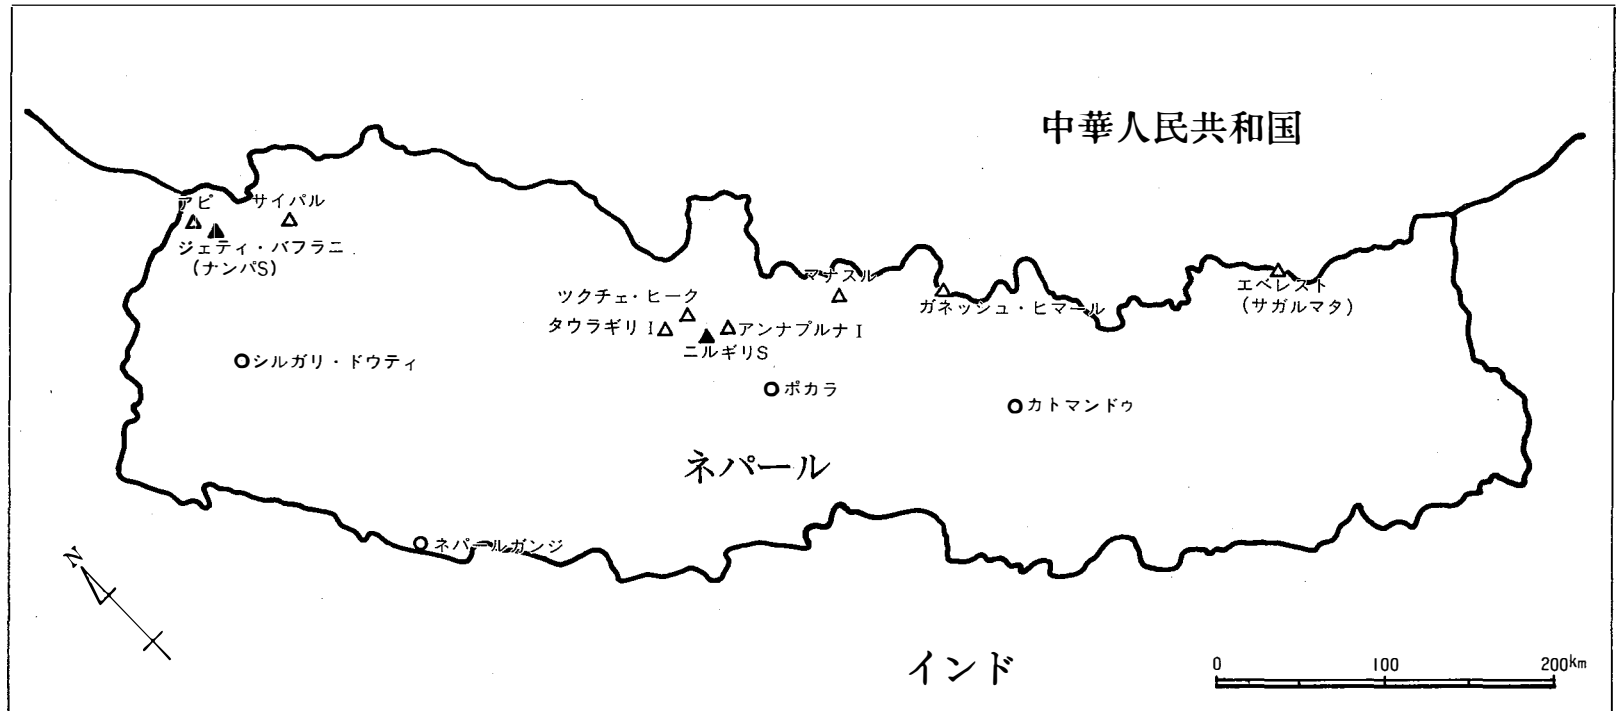 中華人民共和国
アピ
サイパル
ジェティ・バフラニ
(ナンパS)
マナスル
ツクチェ・ヒーク
タウラギリ I
アンナプルナ I
ニルギリS
ガネッシュ・ヒマール
エベレスト
(サガルマタ)
シルガリ・ドウティ
ポカラ
カトマンドゥ
ネパール
ネパールガンジ
N
インド
0 100 200km